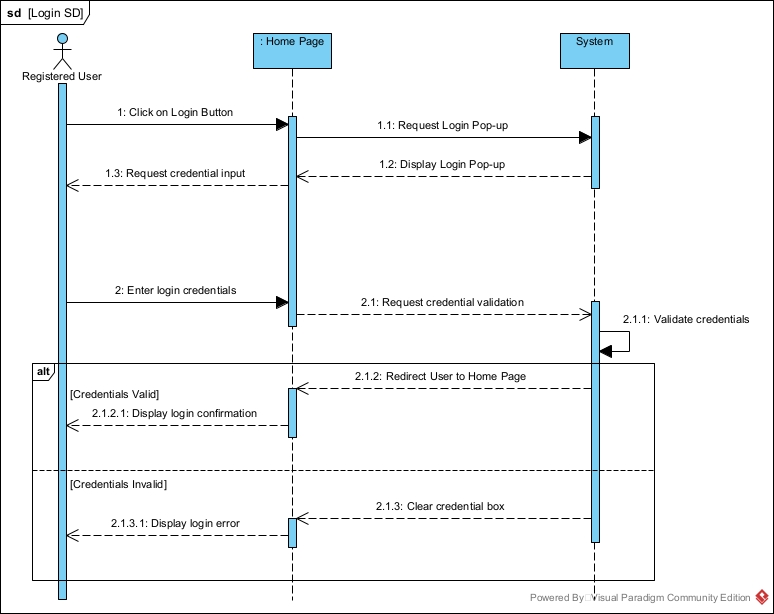 sd [Login SD]
Registered User
: Home Page
System
1: Click on Login Button
1.1: Request Login Pop-up
1.2: Display Login Pop-up
1.3: Request credential input
2: Enter login credentials
2.1: Request credential validation
2.1.1: Validate credentials
alt
2.1.2: Redirect User to Home Page
[Credentials Valid]
2.1.2.1: Display login confirmation
[Credentials Invalid]
2.1.3: Clear credential box
2.1.3.1: Display login error
Powered By Visual Paradigm Community Edition